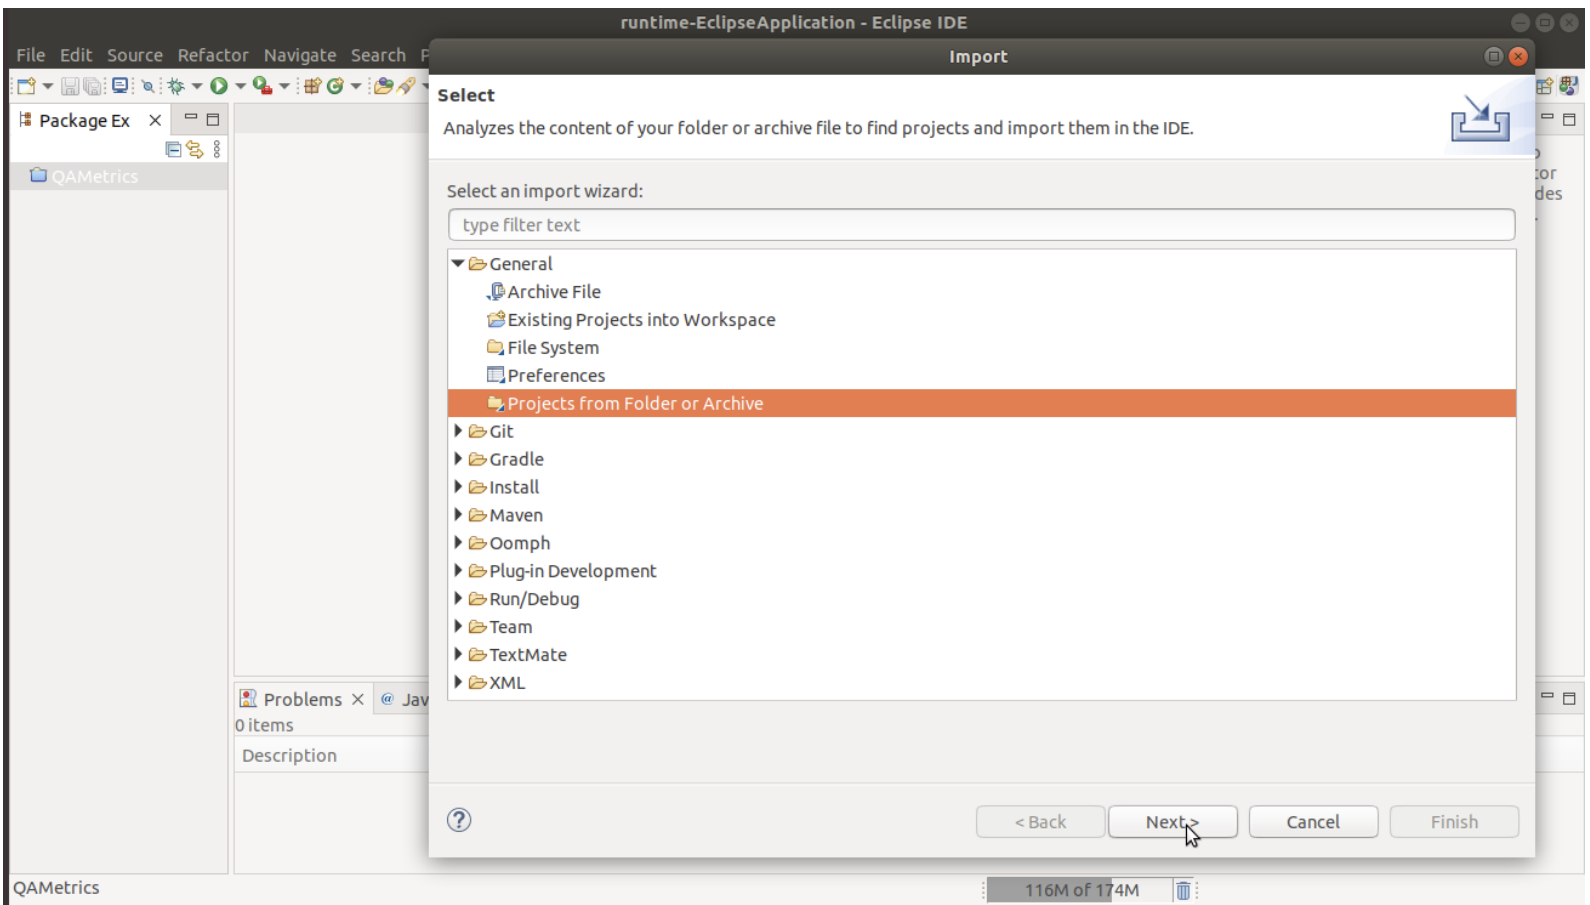 runtime-EclipseApplication - Eclipse IDE
File Edit Source Refactor Navigate Search P
Import
Package Ex
QAMetrics
Select
Analyzes the content of your folder or archive file to find projects and import them in the IDE.
Select an import wizard:
type filter text
General
Archive File
Existing Projects into Workspace
File System
Preferences
Projects from Folder or Archive
Git
Gradle
Install
Maven
Oomph
Plug-in Development
Run/Debug
Team
TextMate
XML
Problems @ Jav
0 items
Description
< Back Next > Cancel Finish
QAMetrics
116M of 174M